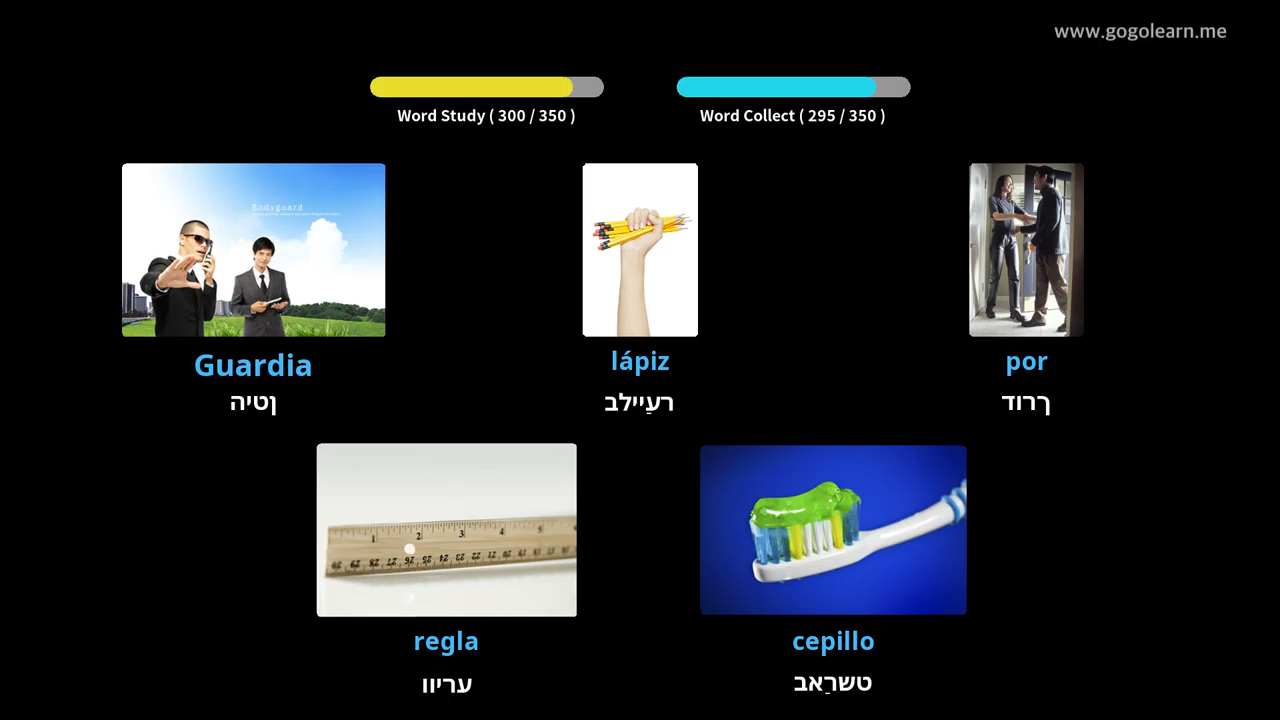 www.gogolearn.me
Word Study ( 300 / 350 )
Word Collect ( 295 / 350 )
Bodyguard
Guardia
ןטיה
lápiz
רעַיילב
por
ךרוד
regla
עריוו
cepillo
טשרַאב